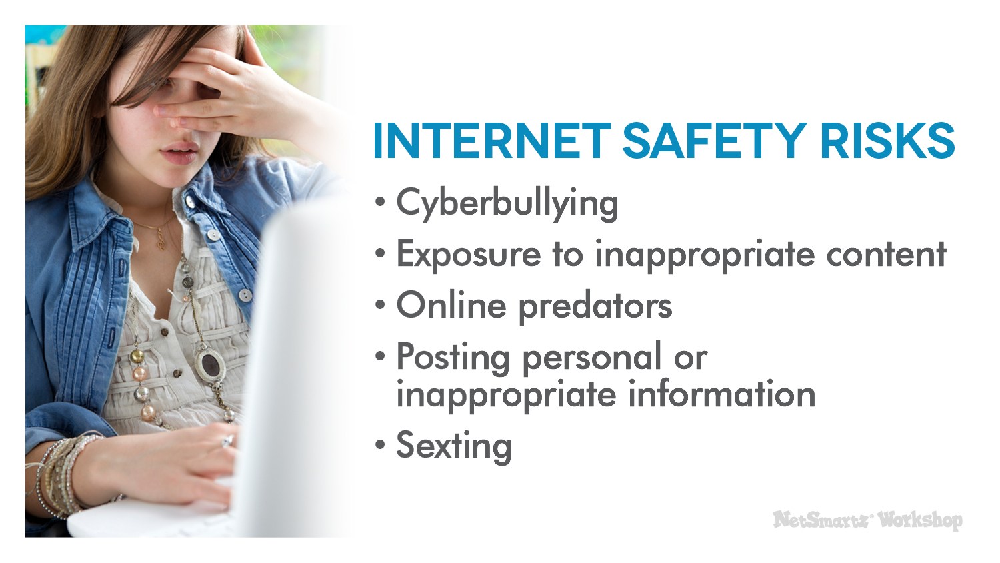 INTERNET SAFETY RISKS
• Cyberbullying
• Exposure to inappropriate content
• Online predators
• Posting personal or
inappropriate information
• Sexting
NetSmartz® Workshop